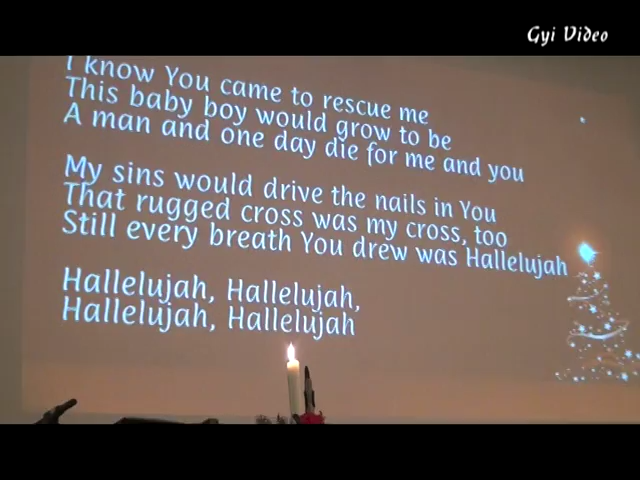 Gyi Video
I know You came to rescue me
This baby boy would grow to be
A man and one day die for me and you
My sins would drive the nails in You
That rugged cross was my cross, too
Still every breath You drew was Hallelujah
Hallelujah, Hallelujah,
Hallelujah, Hallelujah